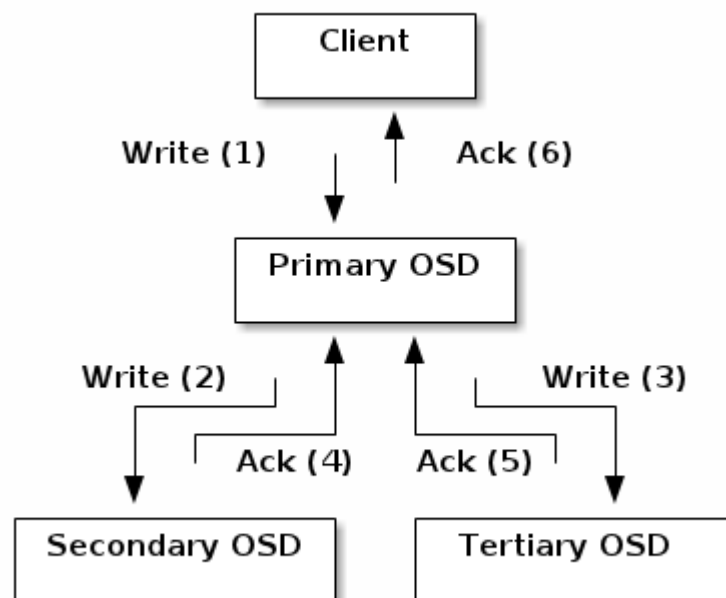 Client
Write (1)
Ack (6)
Primary OSD
Write (2)
Write (3)
Ack (4)
Ack (5)
Secondary OSD
Tertiary OSD